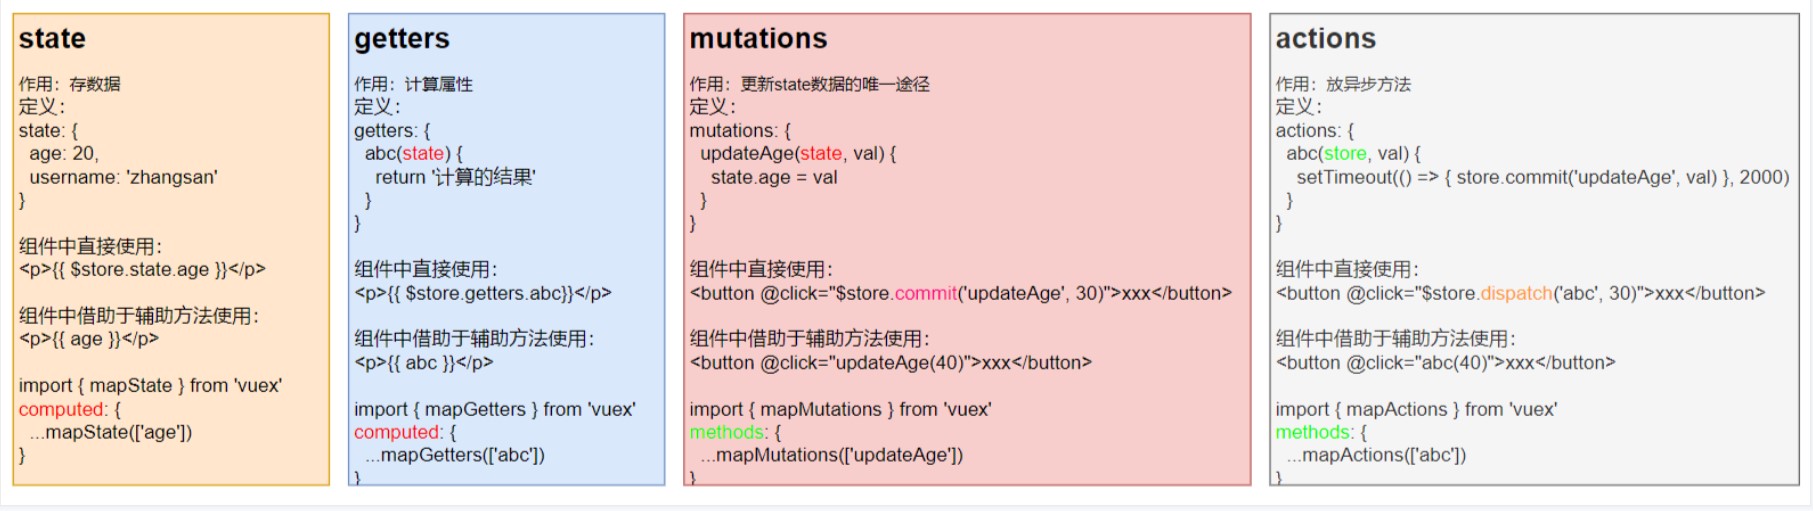 state
作用：存数据
定义：
state: {
age: 20,
username: 'zhangsan'
}
组件中直接使用：
<p>{{ $store.state.age }}</p>
组件中借助于辅助方法使用：
<p>{{ age }}</p>
import { mapState } from 'vuex'
computed: {
...mapState(['age'])
}
getters
作用：计算属性
定义：
getters: {
abc(state) {
return '计算的结果'
}
}
组件中直接使用：
<p>{{ $store.getters.abc}}</p>
组件中借助于辅助方法使用：
<p>{{ abc }}</p>
import { mapGetters } from 'vuex'
computed: {
...mapGetters(['abc'])
}
mutations
作用：更新state数据的唯一途径
定义：
mutations: {
updateAge(state, val) {
state.age = val
}
}
组件中直接使用：
<button @click="$store.commit('updateAge', 30)">xxx</button>
组件中借助于辅助方法使用：
<button @click="updateAge(40)">xxx</button>
import { mapMutations } from 'vuex'
methods: {
...mapMutations(['updateAge'])
}
actions
作用：放异步方法
定义：
actions: {
abc(store, val) {
setTimeout(() => { store.commit('updateAge', val) }, 2000)
}
}
组件中直接使用：
<button @click="$store.dispatch('abc', 30)">xxx</button>
组件中借助于辅助方法使用：
<button @click="abc(40)">xxx</button>
import { mapActions } from 'vuex'
methods: {
...mapActions(['abc'])
}